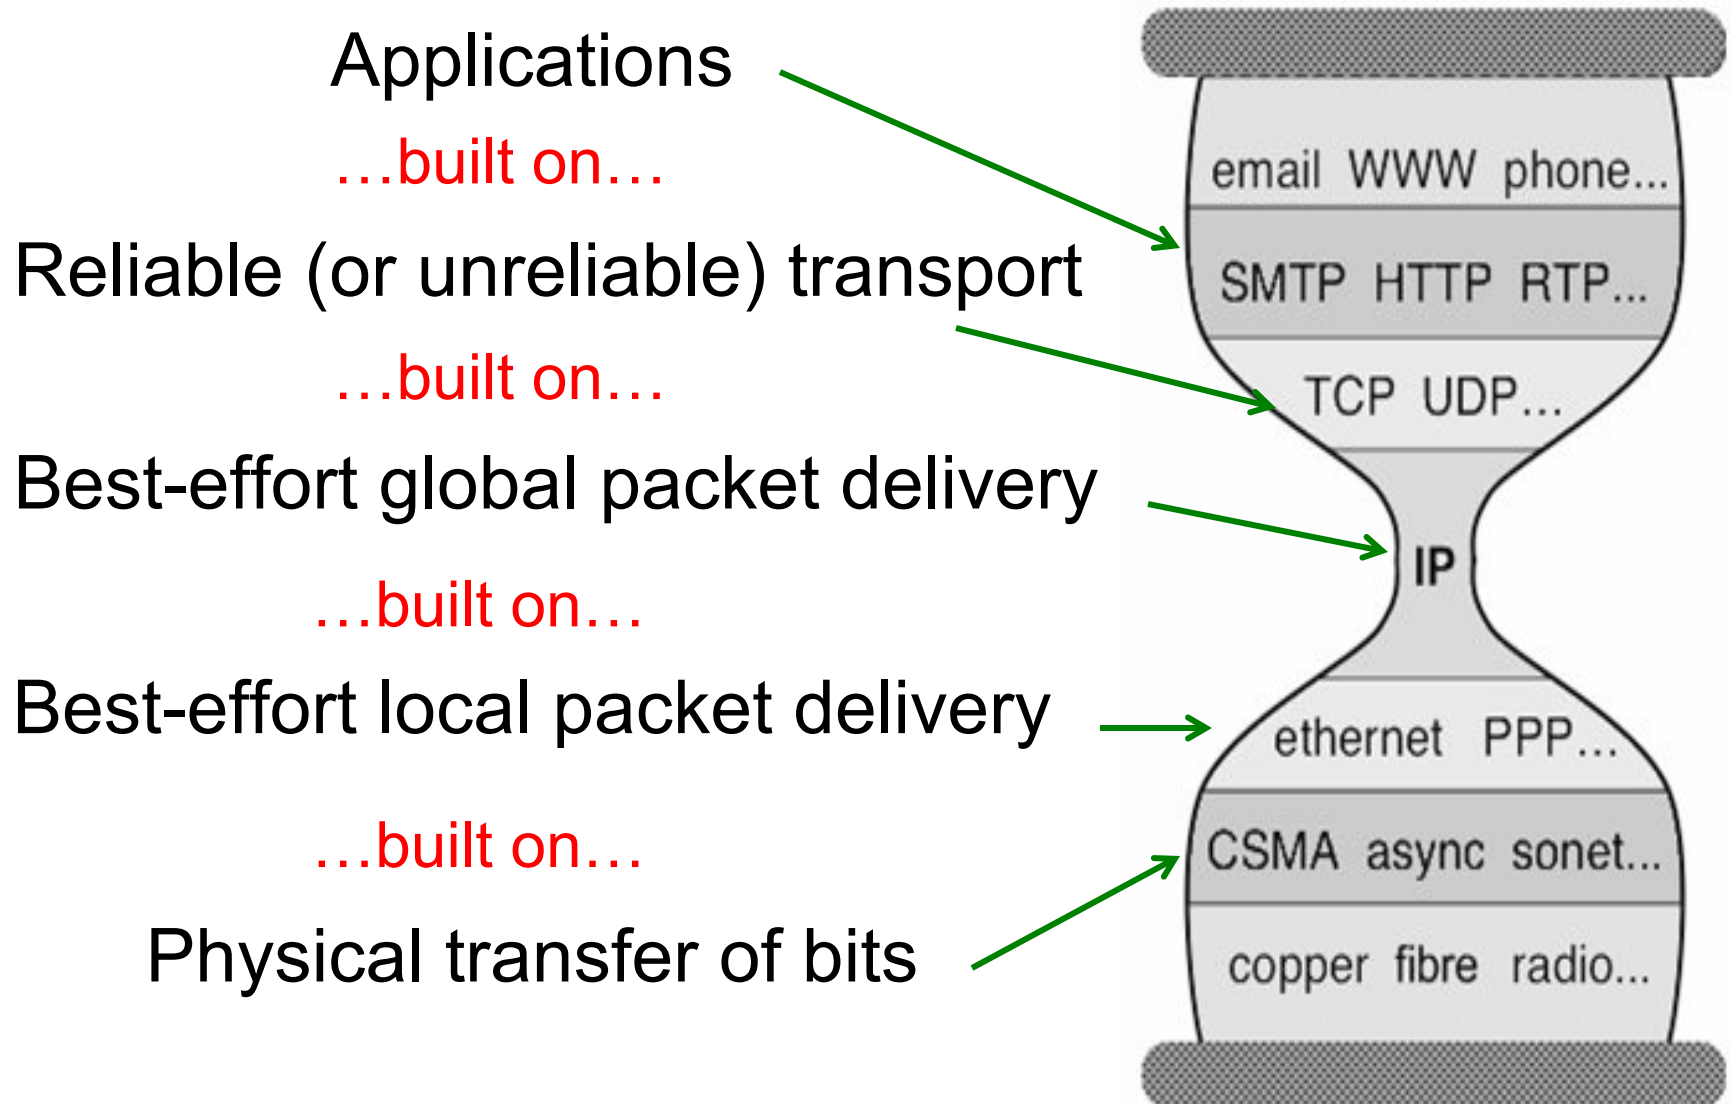 Applications
…built on…
Reliable (or unreliable) transport
…built on…
Best-effort global packet delivery
…built on…
Best-effort local packet delivery
…built on…
Physical transfer of bits
email WWW phone...
SMTP HTTP RTP...
TCP UDP…
IP
ethernet PPP…
CSMA async sonet...
copper fibre radio...